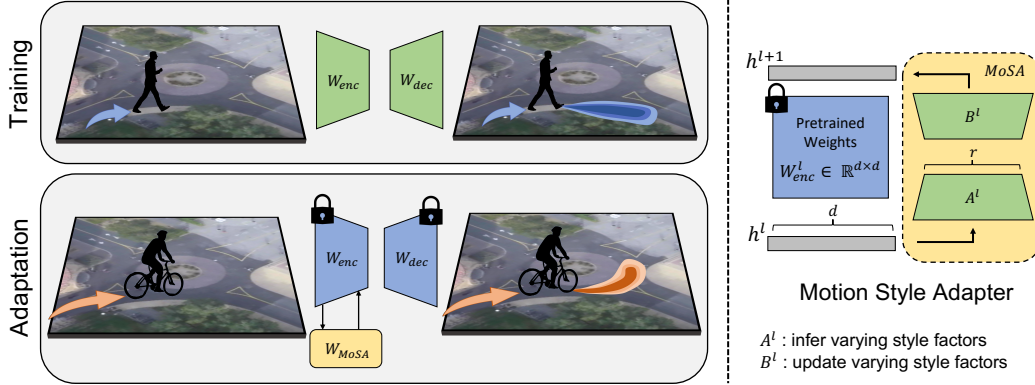 Training
W_enc
W_dec
Adaptation
W_enc
W_dec
W_MoSA
h^{l+1}
MoSA
B^l
Pretrained
Weights
W^l_enc ∈ ℝ^{d×d}
r
A^l
d
h^l
Motion Style Adapter
A^l : infer varying style factors
B^l : update varying style factors